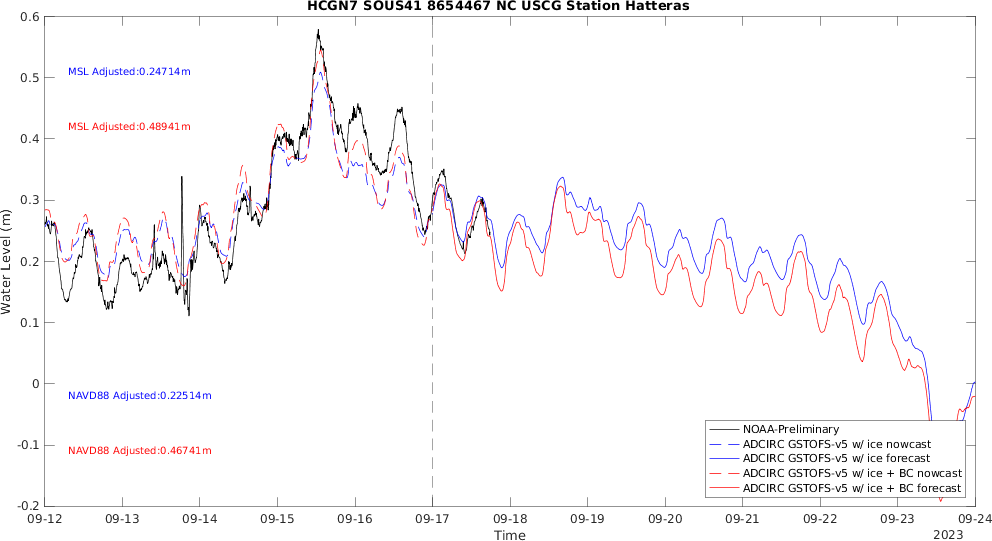 HCGN7 SOUS41 8654467 NC USCG Station Hatteras
0.6
0.5
0.4
0.3
0.2
0.1
0
-0.1
-0.2
Water Level (m)
MSL Adjusted:0.24714m
MSL Adjusted:0.48941m
NAVD88 Adjusted:0.22514m
NAVD88 Adjusted:0.46741m
NOAA-Preliminary
ADCIRC GSTOFS-v5 w/ ice nowcast
ADCIRC GSTOFS-v5 w/ ice forecast
ADCIRC GSTOFS-v5 w/ ice + BC nowcast
ADCIRC GSTOFS-v5 w/ ice + BC forecast
09-12 09-13 09-14 09-15 09-16 09-17 09-18 09-19 09-20 09-21 09-22 09-23 09-24
Time
2023